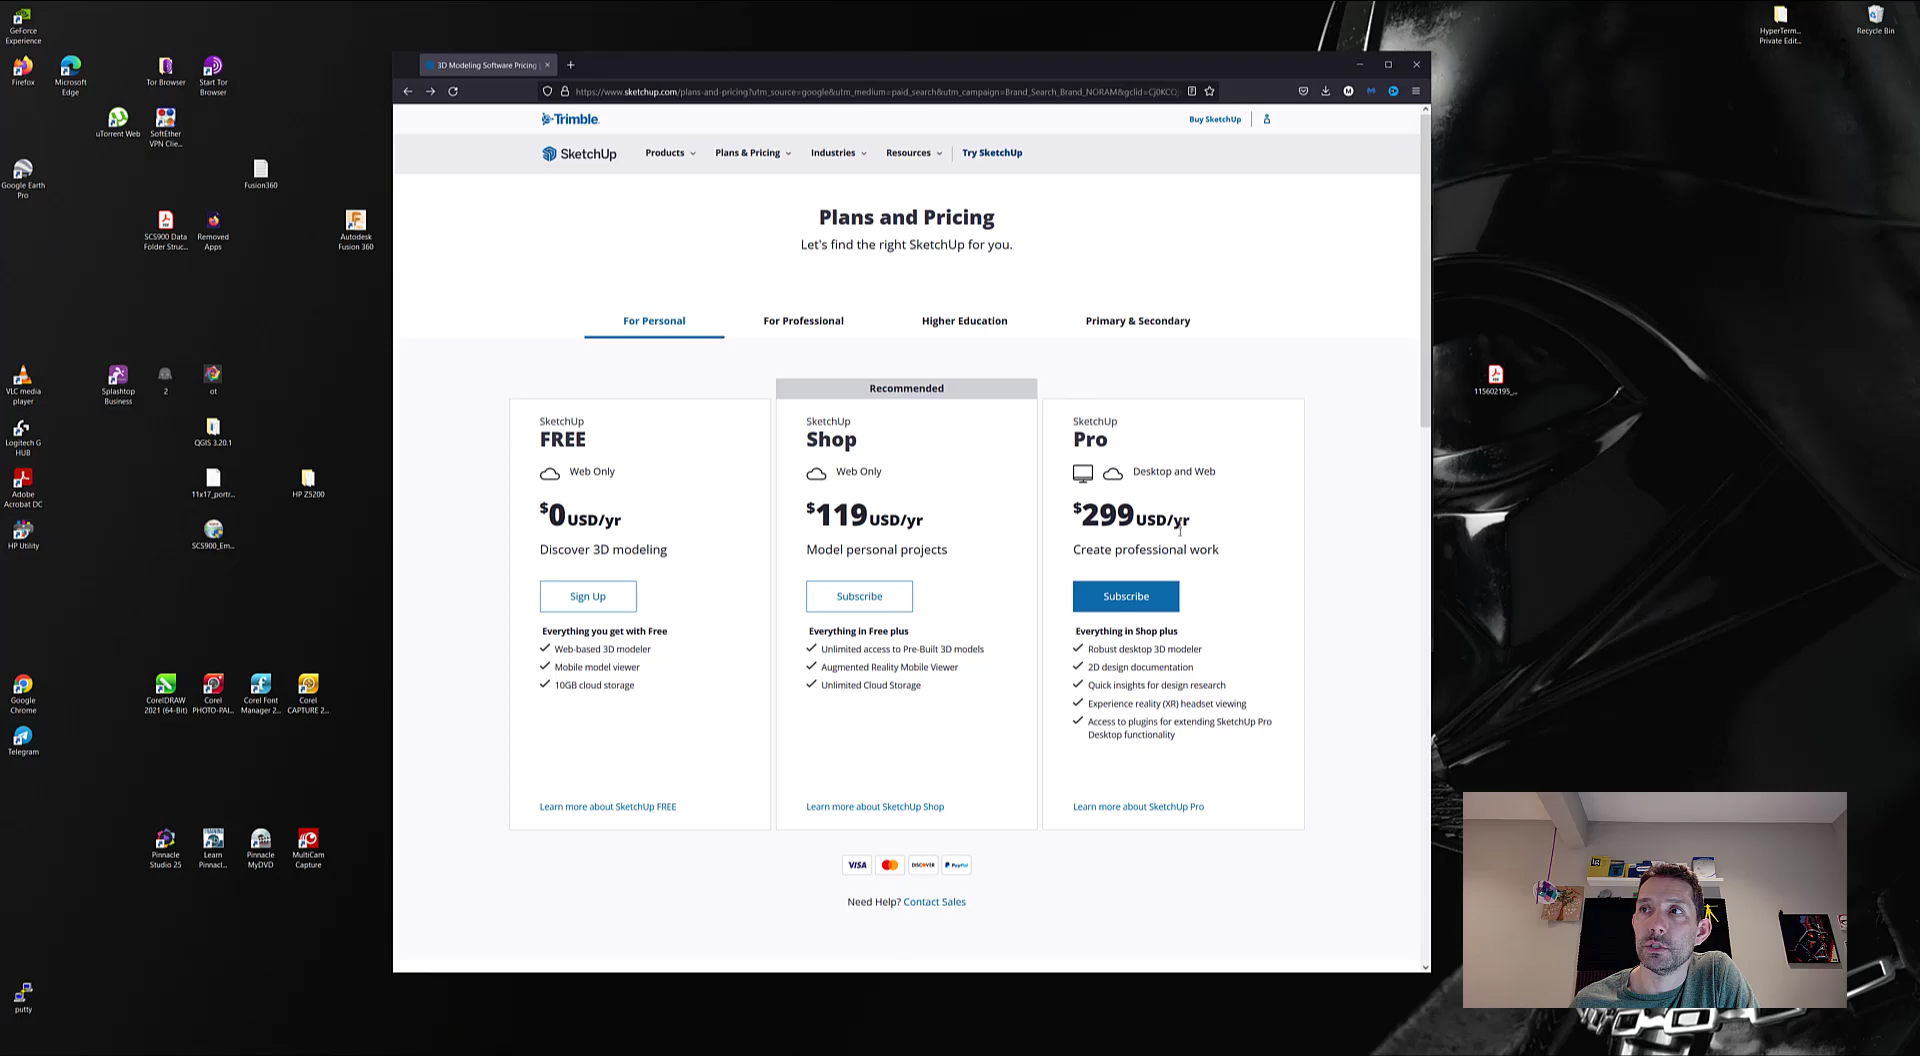 GeForce Experience
Firefox
Microsoft Edge
Tor Browser
Start Tor Browser
uTorrent Web
SoftEther VPN Clie...
Google Earth Pro
Fusion360
SCS900 Data Folder Struc...
Removed Apps
Autodesk Fusion 360
VLC media player
Splashtop Business
2
ot
Logitech G HUB
QGIS 3.20.1
Adobe Acrobat DC
11x17_portr...
HP Z5200
HP Utility
SCS900_Em...
Google Chrome
CorelDRAW 2021 (64-Bit)
Corel PHOTO-PAI...
Corel Font Manager 2...
Corel CAPTURE 2...
Telegram
Pinnacle Studio 25
Learn Pinnacl...
Pinnacle MyDVD
MultiCam Capture
putty
HyperTerm... Private Edit...
Recycle Bin
115602195_...
3D Modeling Software Pricing |
https://www.sketchup.com/plans-and-pricing?utm_source=google&utm_medium=paid_search&utm_campaign=Brand_Search_Brand_NORAM&gclid=Cj0KCQ
Trimble
Buy SketchUp
SketchUp
Products
Plans & Pricing
Industries
Resources
Try SketchUp
Plans and Pricing
Let's find the right SketchUp for you.
For Personal
For Professional
Higher Education
Primary & Secondary
Recommended
SketchUp
FREE
Web Only
$0 USD/yr
Discover 3D modeling
Sign Up
Everything you get with Free
Web-based 3D modeler
Mobile model viewer
10GB cloud storage
Learn more about SketchUp FREE
SketchUp
Shop
Web Only
$119 USD/yr
Model personal projects
Subscribe
Everything in Free plus
Unlimited access to Pre-Built 3D models
Augmented Reality Mobile Viewer
Unlimited Cloud Storage
Learn more about SketchUp Shop
SketchUp
Pro
Desktop and Web
$299 USD/yr
Create professional work
Subscribe
Everything in Shop plus
Robust desktop 3D modeler
2D design documentation
Quick insights for design research
Experience reality (XR) headset viewing
Access to plugins for extending SketchUp Pro
Desktop functionality
Learn more about SketchUp Pro
VISA
DISCOVER
PayPal
Need Help? Contact Sales